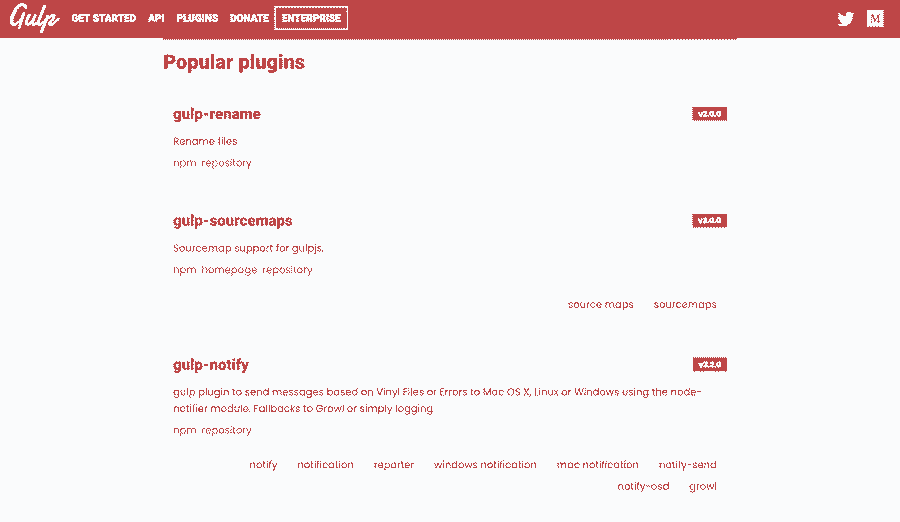 Gulp GET STARTED API PLUGINS DONATE ENTERPRISE M
Popular plugins
gulp-rename v2.0.0
Rename files
npm repository
gulp-sourcemaps v2.0.0
Sourcemap support for gulpjs.
npm homepage repository
source maps sourcemaps
gulp-notify
gulp plugin to send messages based on Vinyl Files or Errors to Mac OS X, Linux or Windows using the node-
notifier module. Fallbacks to Growl or simply logging
npm repository
notify notification reporter windows notification mac notification notify-send
notify-osd growl